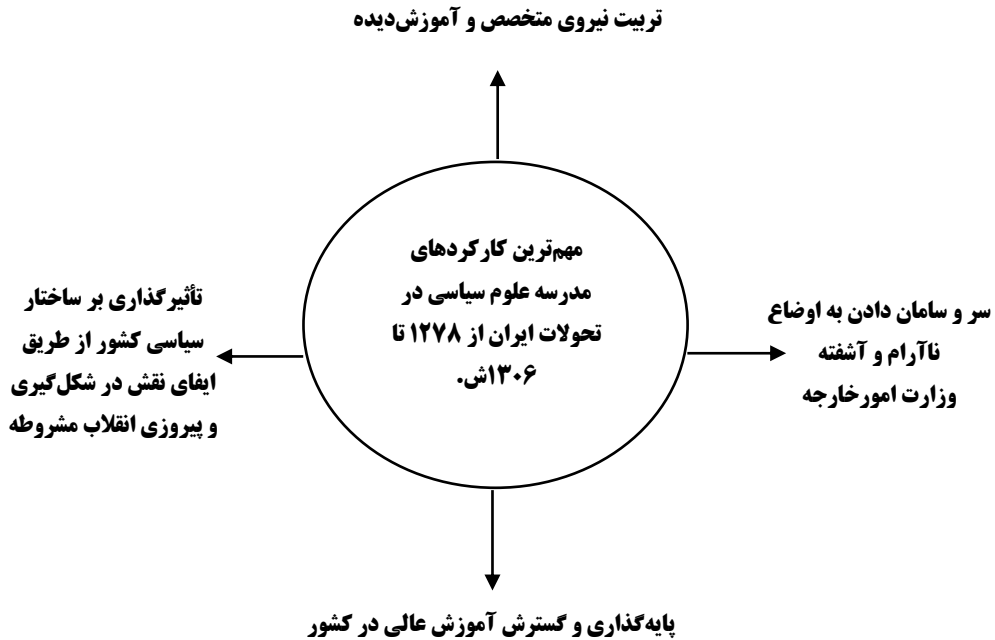 تربیت نیروی متخصص و آموزش‌دیده
مهم‌ترین کارکردهای
مدرسه علوم سیاسی در
تحولات ایران از ۱۲۷۸ تا
۱۳۰۶ش.
سر و سامان دادن به اوضاع
ناآرام و آشفته
وزارت امورخارجه
تأثیرگذاری بر ساختار
سیاسی کشور از طریق
ایفای نقش در شکل‌گیری
و پیروزی انقلاب مشروطه
پایه‌گذاری و گسترش آموزش عالی در کشور